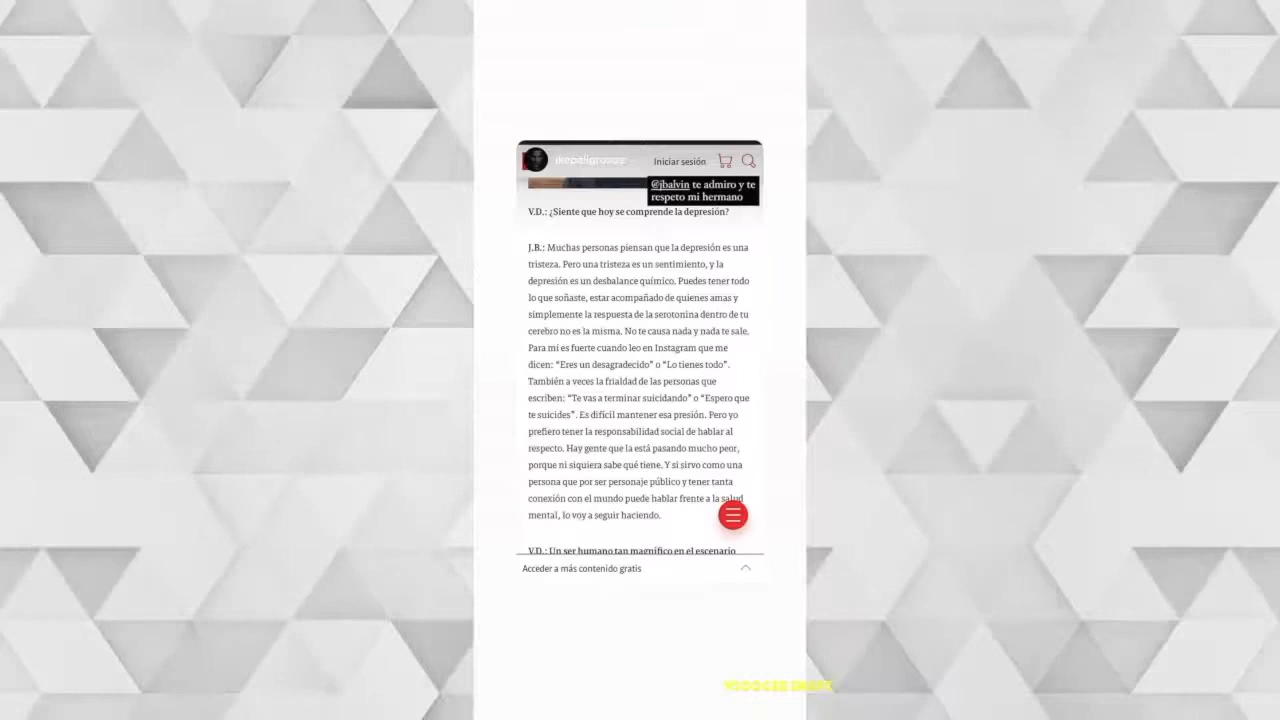 Iniciar sesión
@jbalvin te admiro y te
respeto mi hermano
V.D.: ¿Siente que hoy se comprende la depresión?
J.B.: Muchas personas piensan que la depresión es una
tristeza. Pero una tristeza es un sentimiento, y la
depresión es un desbalance químico. Puedes tener todo
lo que soñaste, estar acompañado de quienes amas y
simplemente la respuesta de la serotonina dentro de tu
cerebro no es la misma. No te causa nada y nada te sale.
Para mí es fuerte cuando leo en Instagram que me
dicen: “Eres un desagradecido” o “Lo tienes todo”.
También a veces la frialdad de las personas que
escriben: “Te vas a terminar suicidando” o “Espero que
te suicides”. Es difícil mantener esa presión. Pero yo
prefiero tener la responsabilidad social de hablar al
respecto. Hay gente que la está pasando mucho peor,
porque ni siquiera sabe qué tiene. Y si sirvo como una
persona que por ser personaje público y tener tanta
conexión con el mundo puede hablar frente a la salud
mental, lo voy a seguir haciendo.
V.D.: Un ser humano tan magnífico en el escenario
Acceder a más contenido gratis